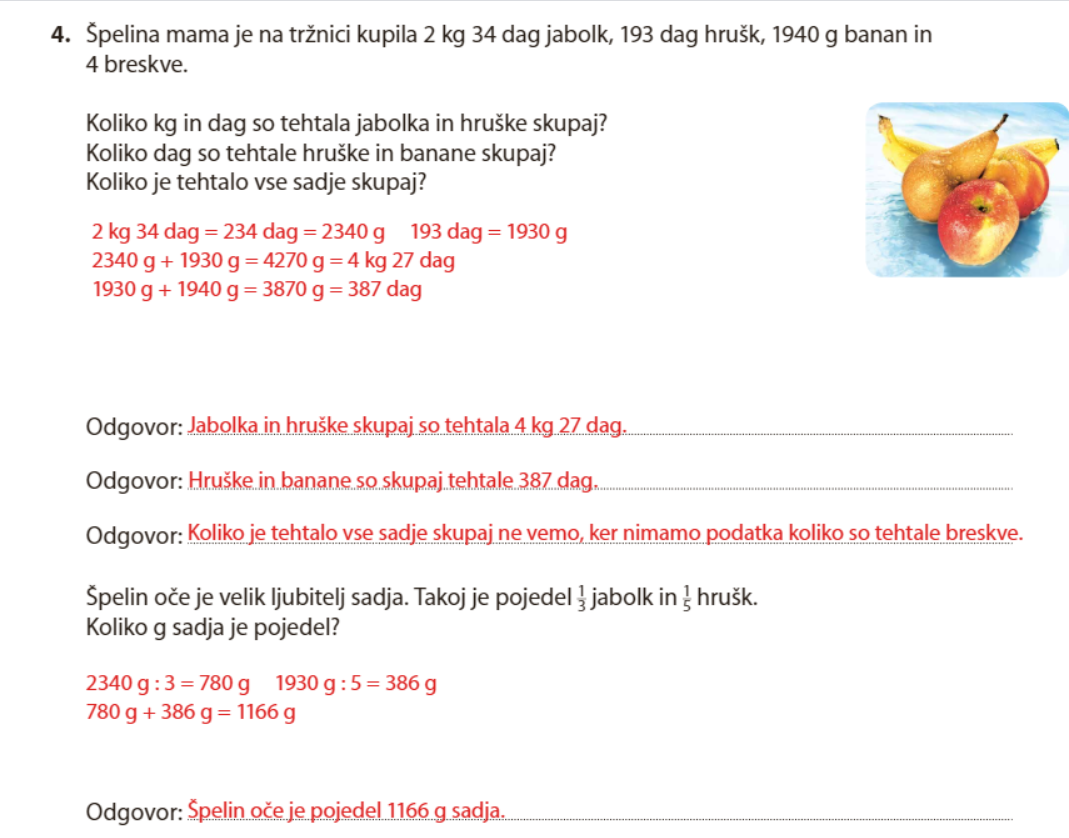 4. Špelina mama je na tržnici kupila 2 kg 34 dag jabolk, 193 dag hrušk, 1940 g banan in
4 breskve.
Koliko kg in dag so tehtala jabolka in hruške skupaj?
Koliko dag so tehtale hruške in banane skupaj?
Koliko je tehtalo vse sadje skupaj?
2 kg 34 dag = 234 dag = 2340 g 193 dag = 1930 g
2340 g + 1930 g = 4270 g = 4 kg 27 dag
1930 g + 1940 g = 3870 g = 387 dag
Odgovor: Jabolka in hruške skupaj so tehtala 4 kg 27 dag.
Odgovor: Hruške in banane so skupaj tehtale 387 dag.
Odgovor: Koliko je tehtalo vse sadje skupaj ne vemo, ker nimamo podatka koliko so tehtale breskve.
Špelin oče je velik ljubitelj sadja. Takoj je pojedel 1/3 jabolk in 1/5 hrušk.
Koliko g sadja je pojedel?
2340 g : 3 = 780 g 1930 g : 5 = 386 g
780 g + 386 g = 1166 g
Odgovor: Špelin oče je pojedel 1166 g sadja.